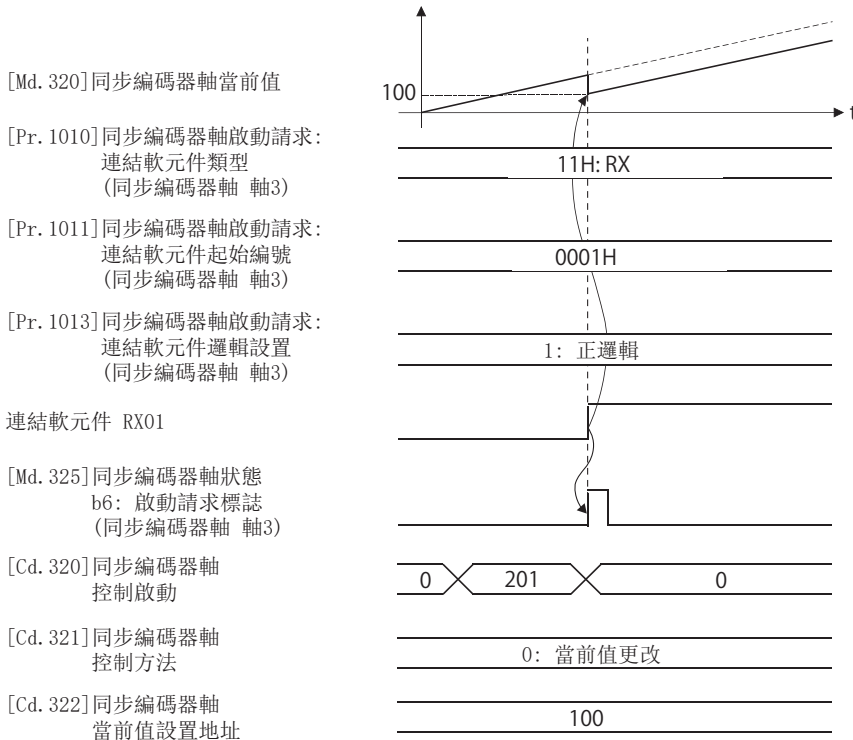 [Md.320]同步編碼器軸當前值
100
t
[Pr.1010]同步編碼器軸啟動請求:
連結軟元件類型
(同步編碼器軸 軸3)
11H: RX
[Pr.1011]同步編碼器軸啟動請求:
連結軟元件起始編號
(同步編碼器軸 軸3)
0001H
[Pr.1013]同步編碼器軸啟動請求:
連結軟元件邏輯設置
(同步編碼器軸 軸3)
1: 正邏輯
連結軟元件 RX01
[Md.325]同步編碼器軸狀態
b6: 啟動請求標誌
(同步編碼器軸 軸3)
[Cd.320]同步編碼器軸
控制啟動
0 201 0
[Cd.321]同步編碼器軸
控制方法
0: 當前值更改
[Cd.322]同步編碼器軸
當前值設置地址
100